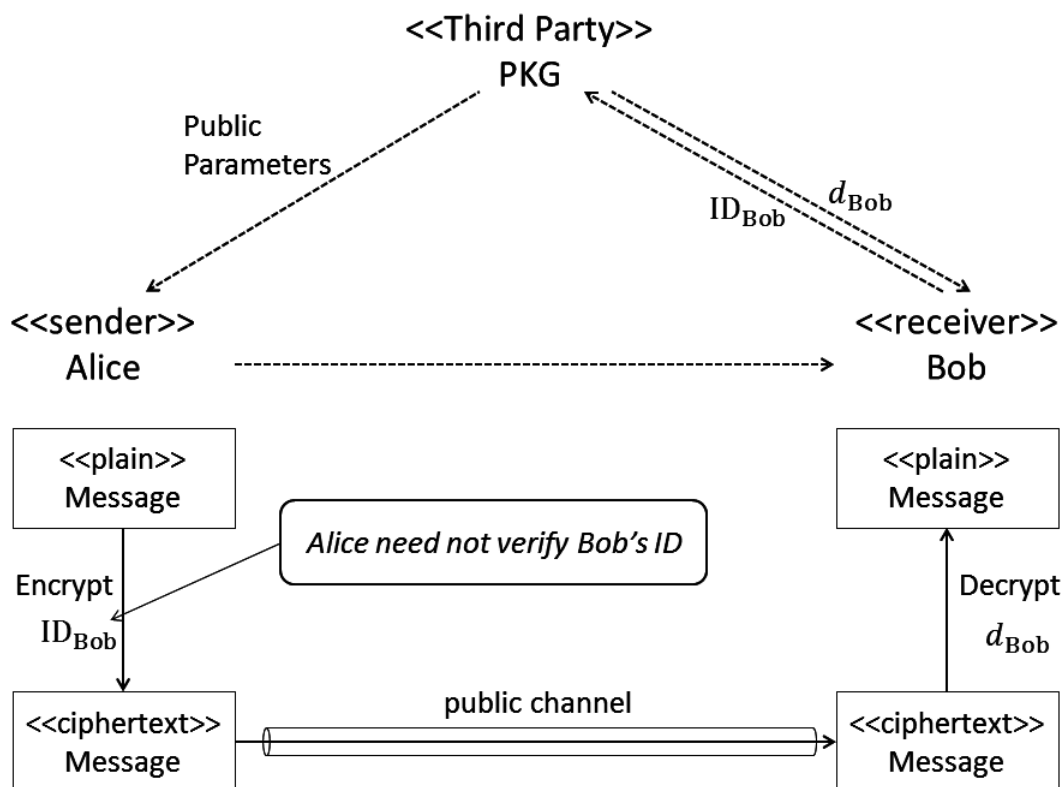 <<Third Party>>
PKG
Public
Parameters
d_Bob
ID_Bob
<<sender>>
Alice
<<receiver>>
Bob
<<plain>>
Message
<<plain>>
Message
Alice need not verify Bob's ID
Encrypt
ID_Bob
Decrypt
d_Bob
public channel
<<ciphertext>>
Message
<<ciphertext>>
Message